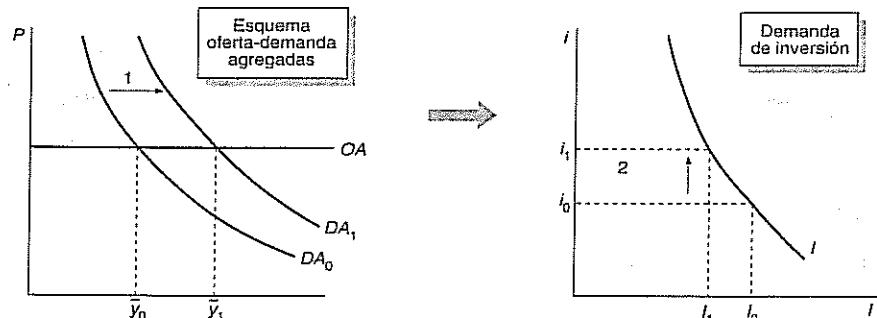 Esquema
oferta-demanda
agregadas
P
1
OA
DA₁
DA₀
ȳ₀
ȳ₁
Demanda
de inversión
i
i₁
2
i₀
I
I₁
I₀
I